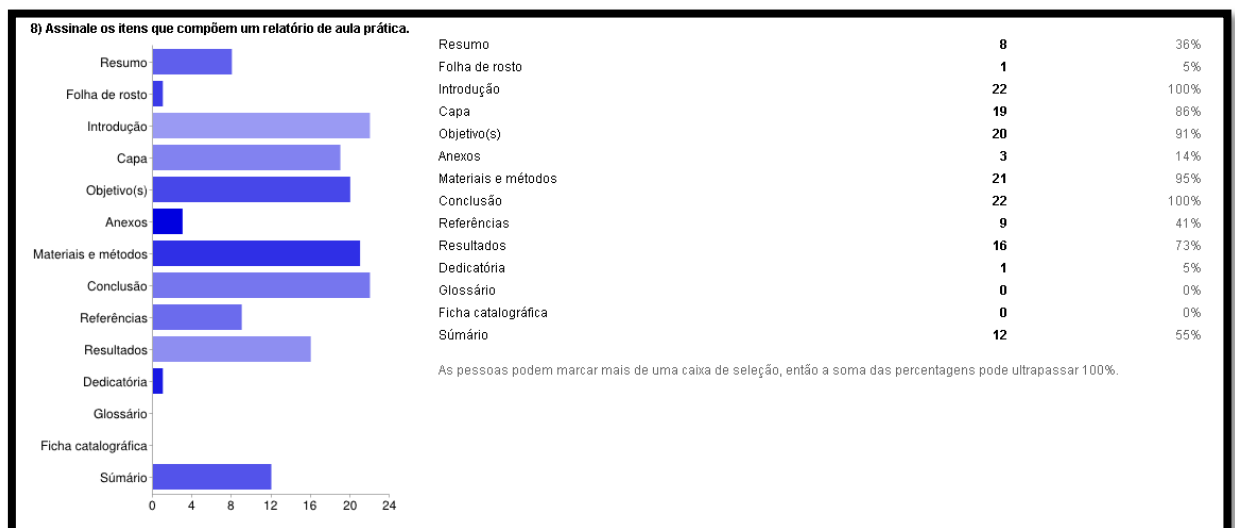 8) Assinale os itens que compõem um relatório de aula prática.
Resumo
Folha de rosto
Introdução
Capa
Objetivo(s)
Anexos
Materiais e métodos
Conclusão
Referências
Resultados
Dedicatória
Glossário
Ficha catalográfica
Súmário
0 4 8 12 16 20 24
Resumo 8 36%
Folha de rosto 1 5%
Introdução 22 100%
Capa 19 86%
Objetivo(s) 20 91%
Anexos 3 14%
Materiais e métodos 21 95%
Conclusão 22 100%
Referências 9 41%
Resultados 16 73%
Dedicatória 1 5%
Glossário 0 0%
Ficha catalográfica 0 0%
Súmário 12 55%
As pessoas podem marcar mais de uma caixa de seleção, então a soma das percentagens pode ultrapassar 100%.